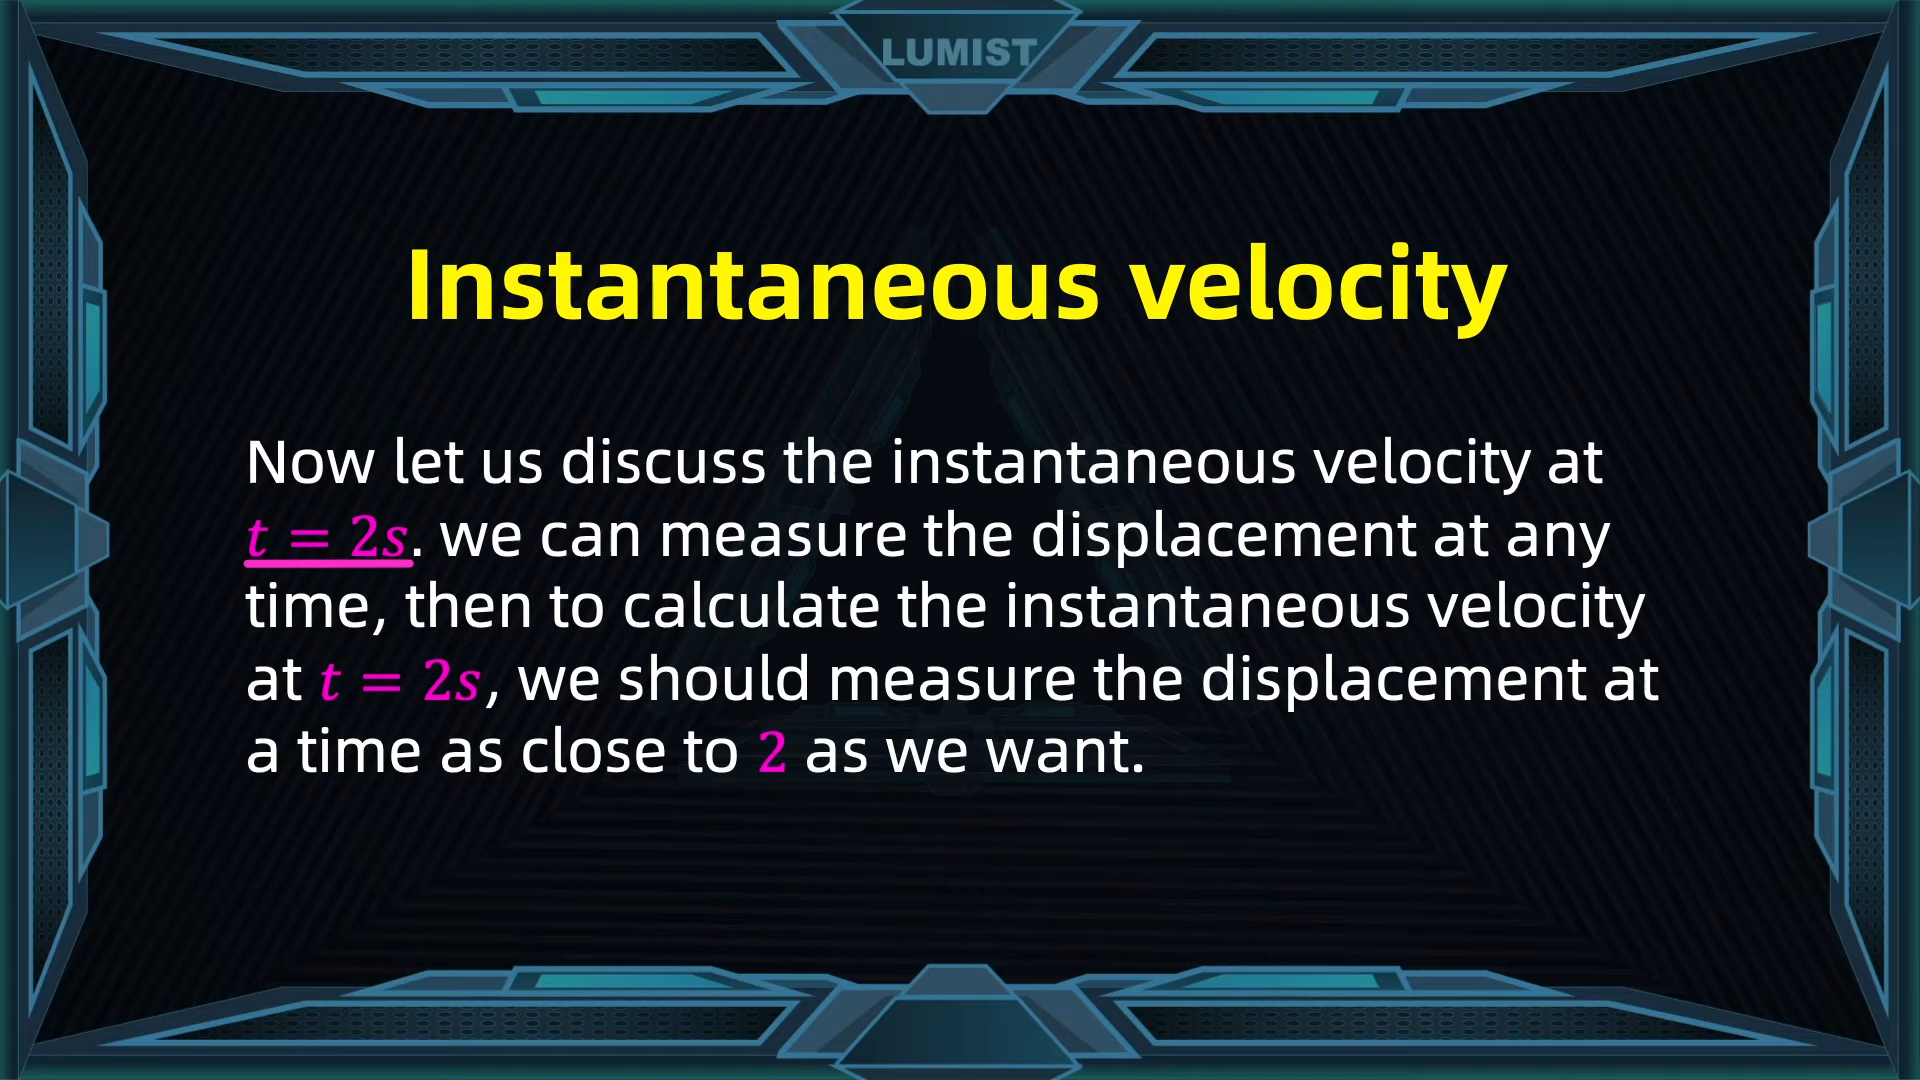 LUMIST
Instantaneous velocity
Now let us discuss the instantaneous velocity at
t = 2s. we can measure the displacement at any
time, then to calculate the instantaneous velocity
at t = 2s, we should measure the displacement at
a time as close to 2 as we want.